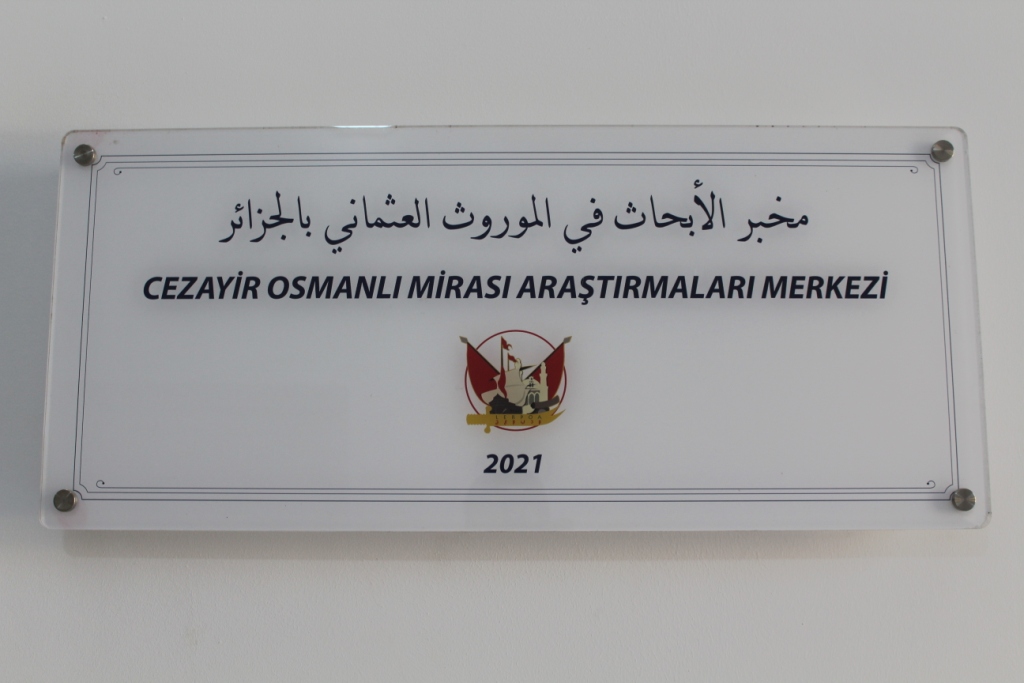 مخبر الأبحاث في الموروث العثماني بالجزائر
CEZAYİR OSMANLI MİRASI ARAŞTIRMALARI MERKEZİ
2021